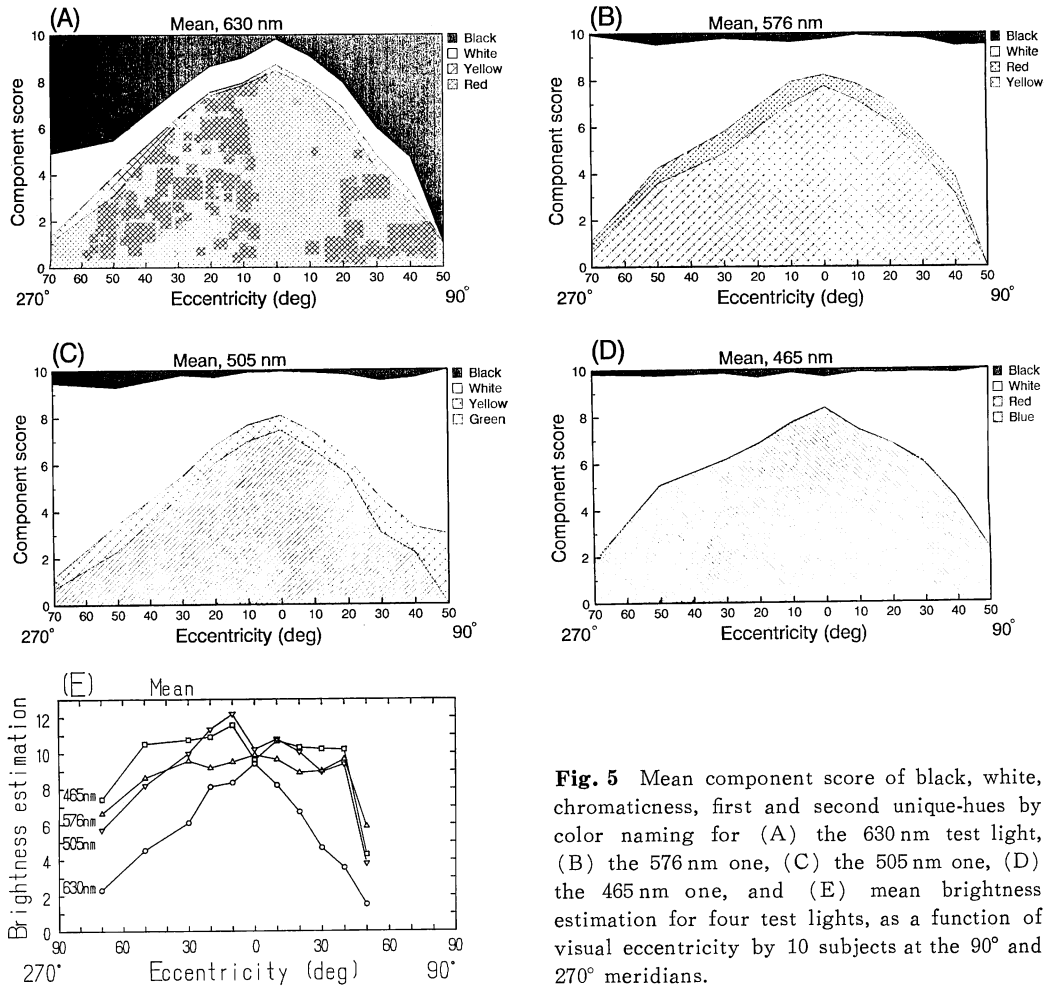 (A)
Mean, 630 nm
Component score
10
8
6
4
2
0
70 60 50 40 30 20 10 0 10 20 30 40 50
270° Eccentricity (deg) 90°
Black
White
Yellow
Red
(B)
Mean, 576 nm
Component score
10
8
6
4
2
0
70 60 50 40 30 20 10 0 10 20 30 40 50
270° Eccentricity (deg) 90°
Black
White
Red
Yellow
(C)
Mean, 505 nm
Component score
10
8
6
4
2
0
70 60 50 40 30 20 10 0 10 20 30 40 50
270° Eccentricity (deg) 90°
Black
White
Yellow
Green
(D)
Mean, 465 nm
Component score
10
8
6
4
2
0
70 60 50 40 30 20 10 0 10 20 30 40 50
270° Eccentricity (deg) 90°
Black
White
Red
Blue
(E) Mean
Brightness estimation
12
10
8
6
4
2
0
465nm
576nm
505nm
630nm
90 60 30 0 30 60 90
270° Eccentricity (deg) 90°
Fig. 5 Mean component score of black, white,
chromaticness, first and second unique-hues by
color naming for (A) the 630 nm test light,
(B) the 576 nm one, (C) the 505 nm one, (D)
the 465 nm one, and (E) mean brightness
estimation for four test lights, as a function of
visual eccentricity by 10 subjects at the 90° and
270° meridians.